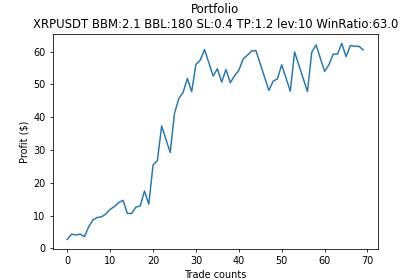 Portfolio
XRPUSDT BBM:2.1 BBL:180 SL:0.4 TP:1.2 lev:10 WinRatio:63.0
60
50
40
30
20
10
0
Profit ($)
0 10 20 30 40 50 60 70
Trade counts